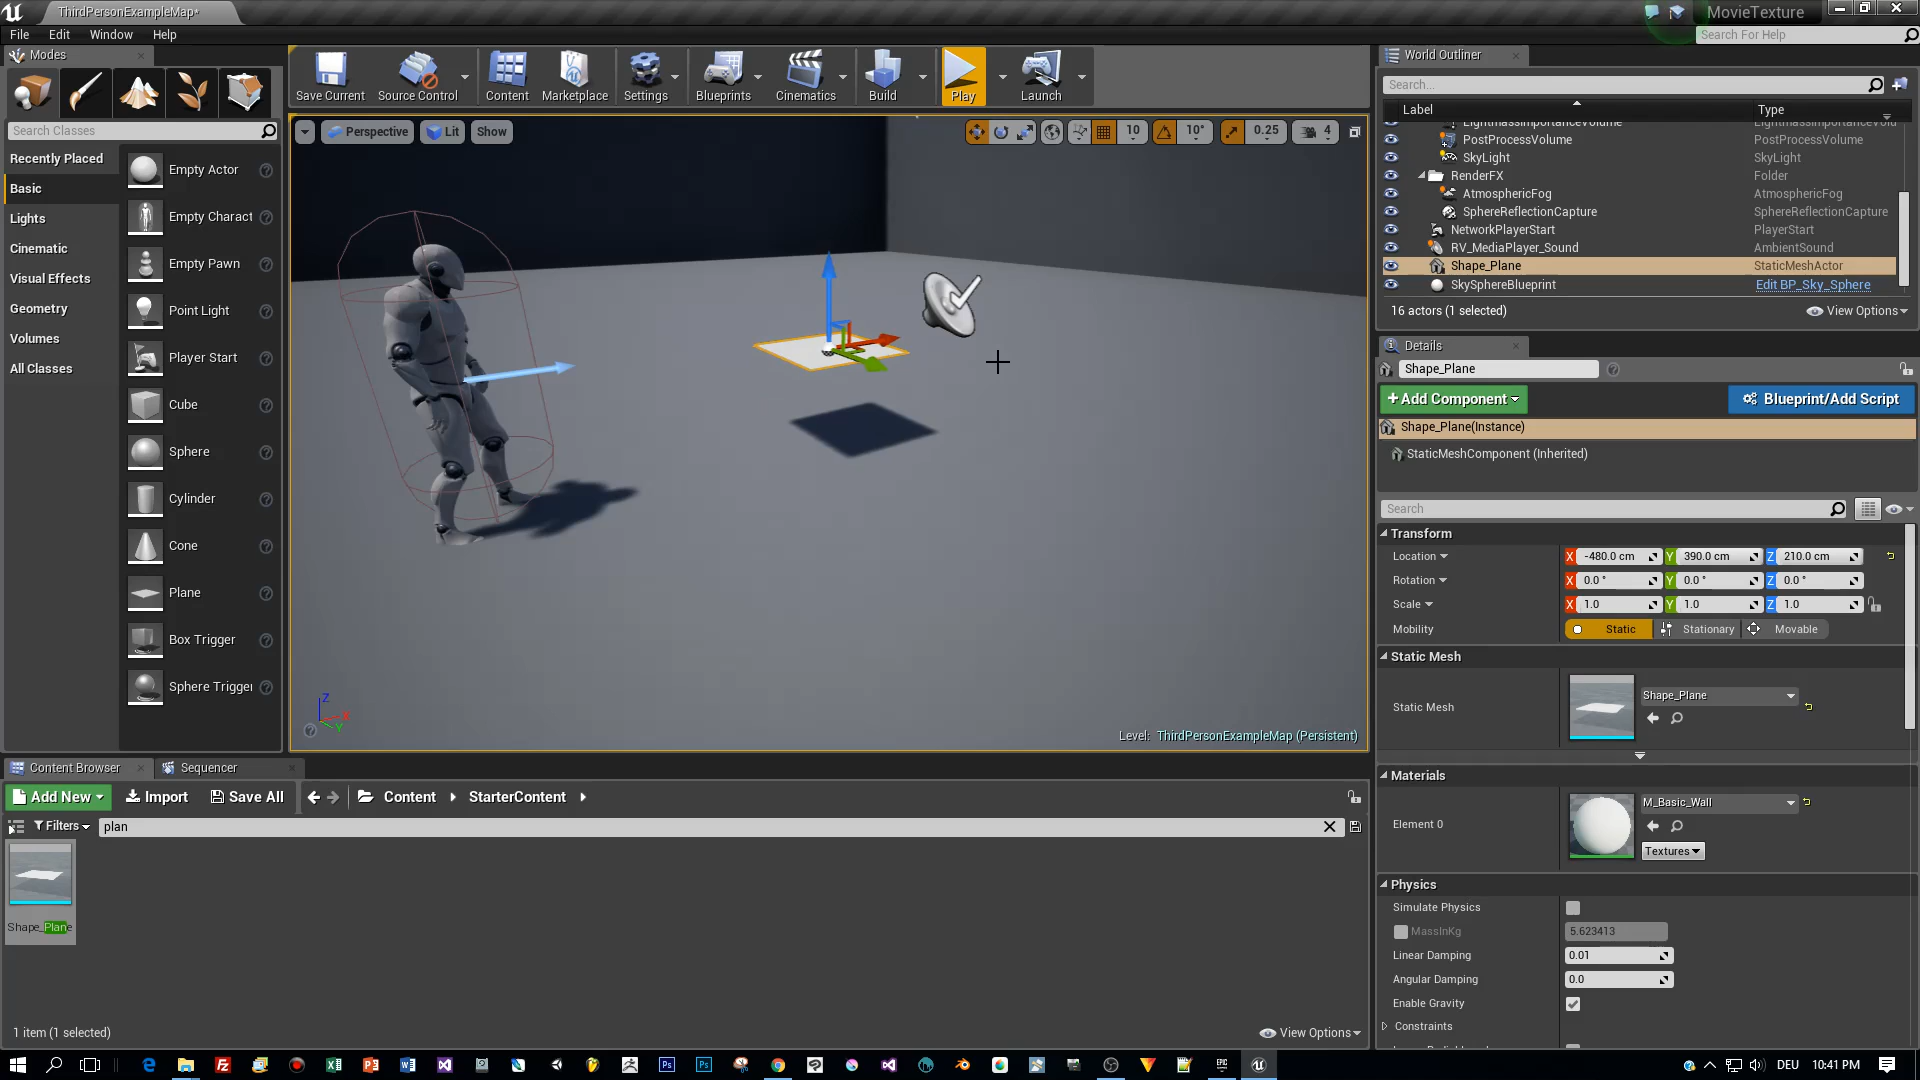 ThirdPersonExampleMap*
MovieTexture
File Edit Window Help
Search For Help
Modes
Search Classes
Recently Placed
Basic
Lights
Cinematic
Visual Effects
Geometry
Volumes
All Classes
Empty Actor
Empty Charact
Empty Pawn
Point Light
Player Start
Cube
Sphere
Cylinder
Cone
Plane
Box Trigger
Sphere Trigger
Save Current Source Control Content Marketplace Settings Blueprints Cinematics Build Play Launch
Perspective Lit Show 10 10° 0.25 4
Z
X
Y
Level: ThirdPersonExampleMap (Persistent)
World Outliner
Search...
Label Type
LightmassImportanceVolume LightmassImportanceVolu
PostProcessVolume PostProcessVolume
SkyLight SkyLight
RenderFX Folder
AtmosphericFog AtmosphericFog
SphereReflectionCapture SphereReflectionCapture
NetworkPlayerStart PlayerStart
RV_MediaPlayer_Sound AmbientSound
Shape_Plane StaticMeshActor
SkySphereBlueprint Edit BP_Sky_Sphere
16 actors (1 selected) View Options
Details
Shape_Plane
+Add Component Blueprint/Add Script
Shape_Plane(Instance)
StaticMeshComponent (Inherited)
Search
Transform
Location X -480.0 cm Y 390.0 cm Z 210.0 cm
Rotation X 0.0 ° Y 0.0 ° Z 0.0 °
Scale X 1.0 Y 1.0 Z 1.0
Mobility Static Stationary Movable
Static Mesh
Static Mesh Shape_Plane
Materials
Element 0 M_Basic_Wall
Textures
Physics
Simulate Physics
MassInKg 5.623413
Linear Damping 0.01
Angular Damping 0.0
Enable Gravity
Constraints
Content Browser Sequencer
Add New Import Save All Content StarterContent
Filters plan
Shape_Plane
1 item (1 selected) View Options
DEU 10:41 PM